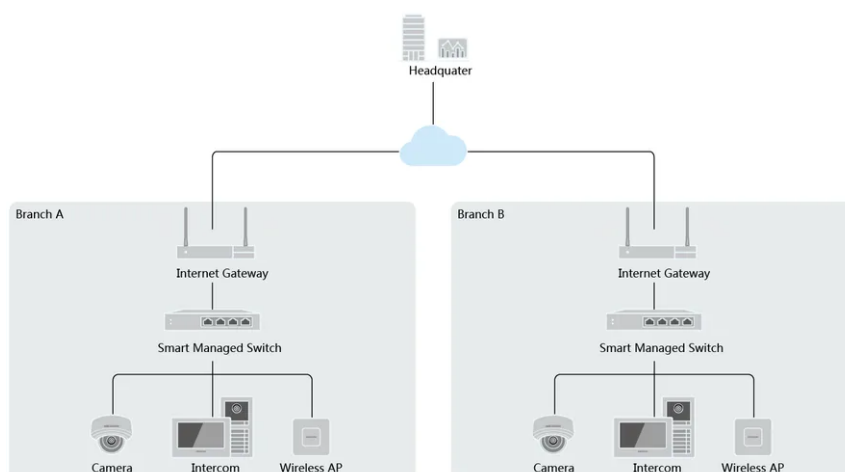 Headquater
Branch A
Branch B
Internet Gateway
Internet Gateway
Smart Managed Switch
Smart Managed Switch
Camera
Intercom
Wireless AP
Camera
Intercom
Wireless AP